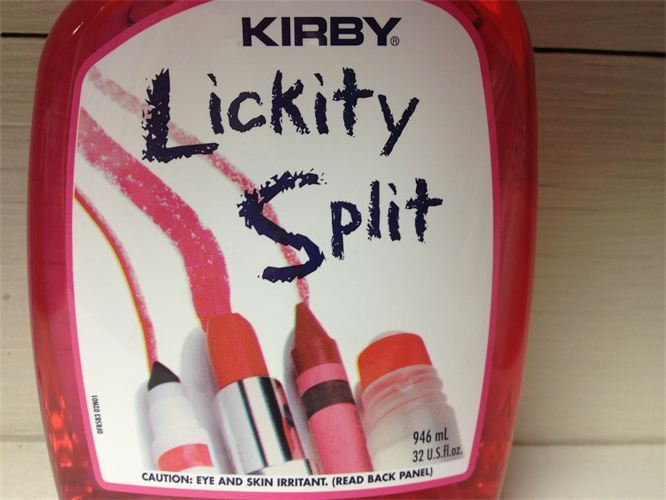 KIRBY®
Lickity
Split
946 mL
32 U.S.fl.oz.
CAUTION: EYE AND SKIN IRRITANT. (READ BACK PANEL)